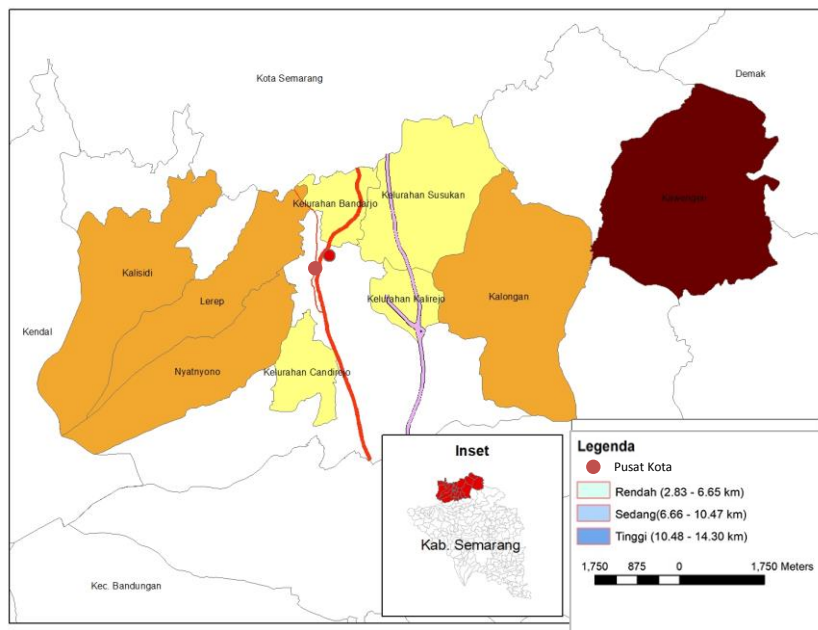 Kota Semarang
Demak
Kelurahan Susukan
Kelurahan Bandarjo
Kawengen
Kalisidi
Lerep
Kelurahan Kalirejo
Kalongan
Kendal
Nyatnyono
Kelurahan Candirejo
Inset
Kab. Semarang
Kec. Bandungan
Legenda
Pusat Kota
Rendah (2.83 - 6.65 km)
Sedang(6.66 - 10.47 km)
Tinggi (10.48 - 14.30 km)
1,750 875 0 1,750 Meters